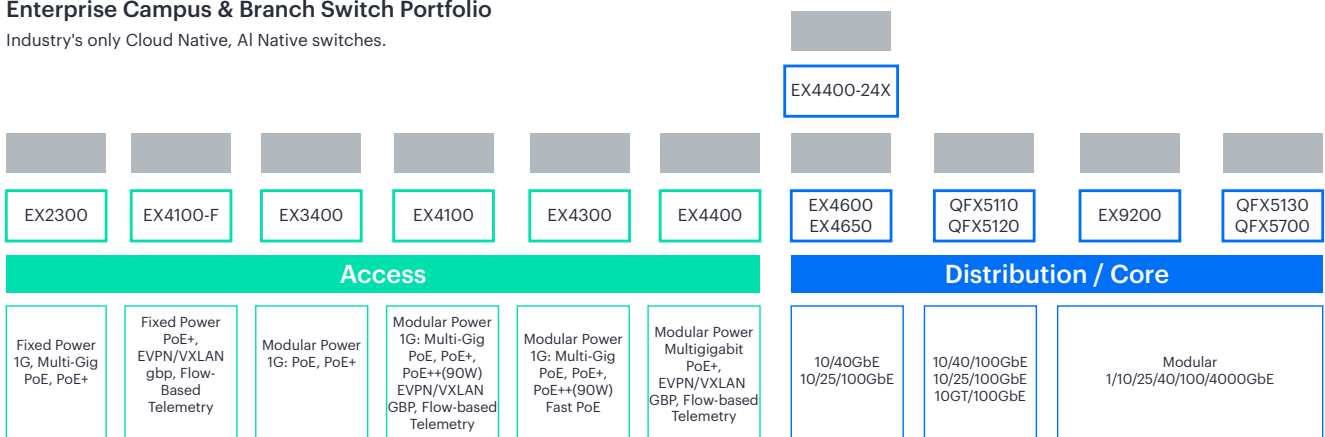 Enterprise Campus & Branch Switch Portfolio
Industry's only Cloud Native, AI Native switches.
EX4400-24X
EX2300
EX4100-F
EX3400
EX4100
EX4300
EX4400
EX4600
EX4650
QFX5110
QFX5120
EX9200
QFX5130
QFX5700
Access
Distribution / Core
Fixed Power
1G, Multi-Gig
PoE, PoE+
Fixed Power
PoE+,
EVPN/VXLAN
gbp, Flow-
Based
Telemetry
Modular Power
1G: PoE, PoE+
Modular Power
1G: Multi-Gig
PoE, PoE+,
PoE++(90W)
EVPN/VXLAN
GBP, Flow-based
Telemetry
Modular Power
1G: Multi-Gig
PoE, PoE+,
PoE++(90W)
Fast PoE
Modular Power
Multigigabit
PoE+,
EVPN/VXLAN
GBP, Flow-based
Telemetry
10/40GbE
10/25/100GbE
10/40/100GbE
10/25/100GbE
10GT/100GbE
Modular
1/10/25/40/100/4000GbE